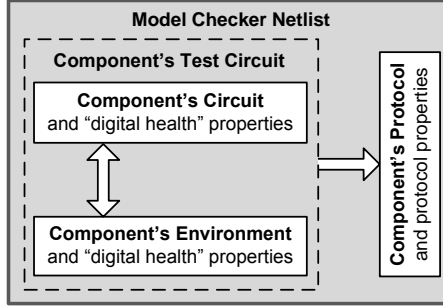 Model Checker Netlist
Component's Test Circuit
Component's Circuit
and “digital health” properties
Component's Environment
and “digital health” properties
Component's Protocol
and protocol properties